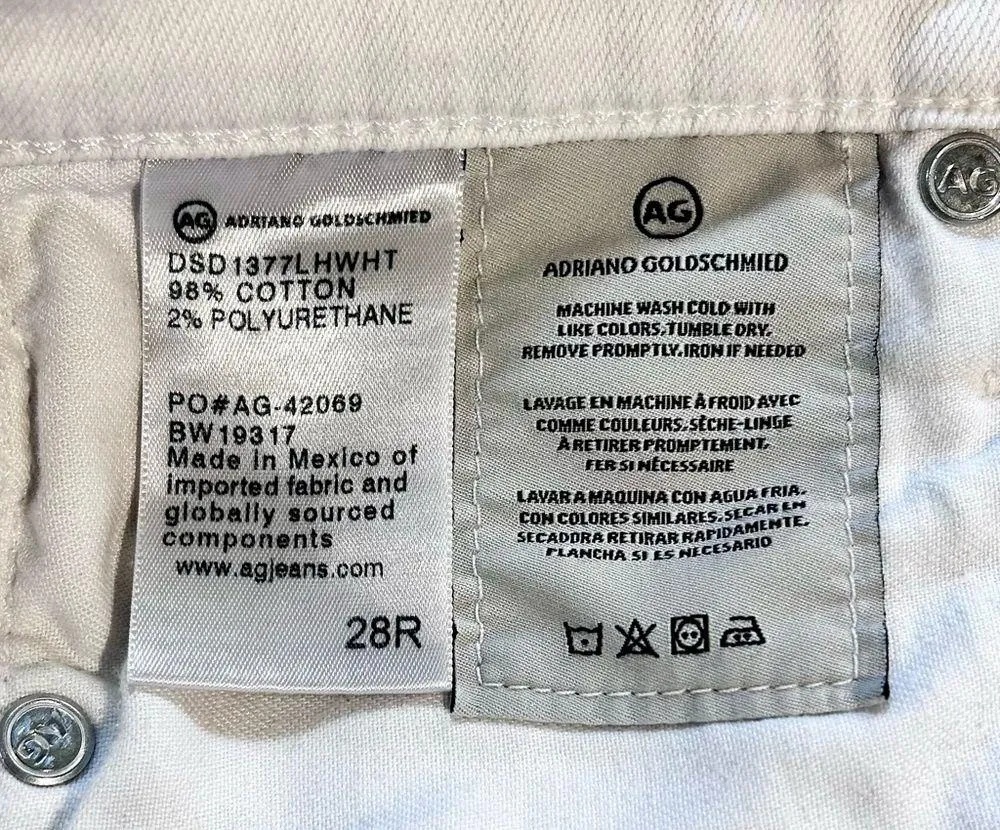 AG ADRIANO GOLDSCHMIED
DSD1377LHWHT
98% COTTON
2% POLYURETHANE
PO#AG-42069
BW19317
Made in Mexico of
imported fabric and
globally sourced
components
www.agjeans.com
28R
AG
ADRIANO GOLDSCHMIED
MACHINE WASH COLD WITH
LIKE COLORS.TUMBLE DRY.
REMOVE PROMPTLY.IRON IF NEEDED
LAVAGE EN MACHINE À FROID AVEC
COMME COULEURS.SÈCHE-LINGE
À RETIRER PROMPTEMENT.
FER SI NÉCESSAIRE
LAVAR A MAQUINA CON AGUA FRIA.
CON COLORES SIMILARES.SECAR EN
SECADORA RETIRAR RAPIDAMENTE.
PLANCHA SI ES NECESARIO
AG
AG